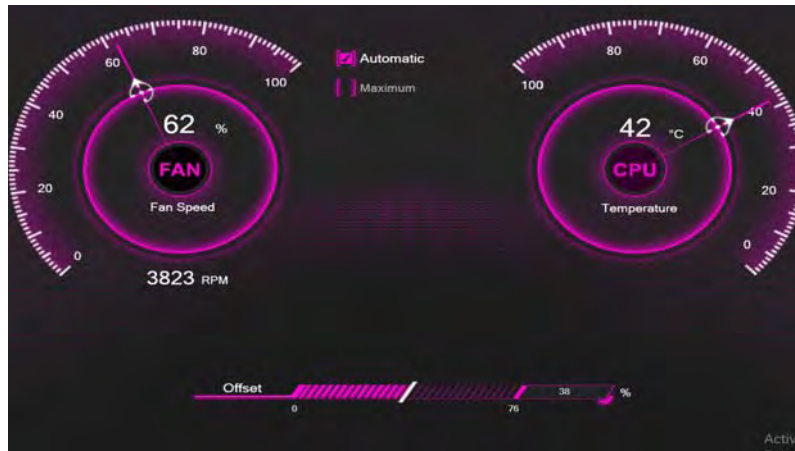 60
80
100
40
20
0
62 %
FAN
Fan Speed
3823 RPM
Automatic
Maximum
80
60
100
40
20
0
42 °C
CPU
Temperature
Offset
0
76
38
%
Activ